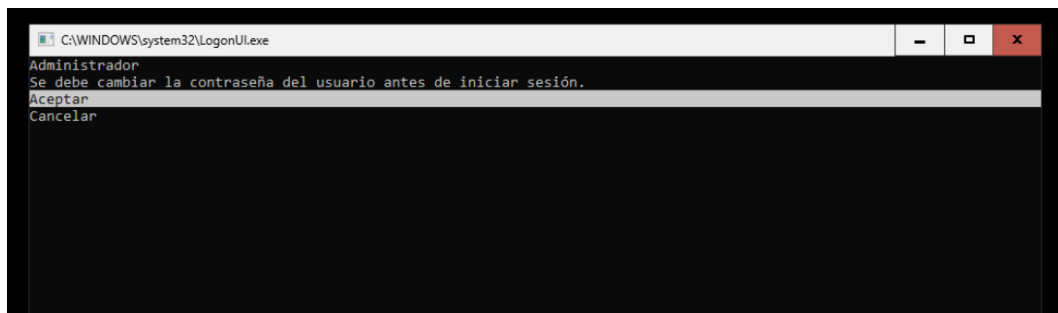 C:\WINDOWS\system32\LogonUI.exe
Administrador
Se debe cambiar la contraseña del usuario antes de iniciar sesión.
Aceptar
Cancelar